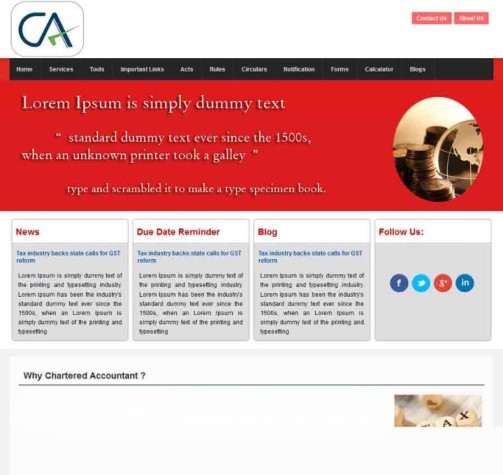 CA
Contact Us About Us
Home Services Tools Important Links Acts Rules Circulars Notification Forms Calculator Blogs
Lorem Ipsum is simply dummy text
“ standard dummy text ever since the 1500s,
when an unknown printer took a galley ”
type and scrambled it to make a type specimen book.
News
Tax industry backs state calls for GST
reform
Lorem Ipsum is simply dummy text of
the printing and typesetting industry.
Lorem Ipsum has been the industry's
standard dummy text ever since the
1500s, when an Lorem Ipsum is
simply dummy text of the printing and
typesetting
Due Date Reminder
Tax industry backs state calls for GST
reform
Lorem Ipsum is simply dummy text of
the printing and typesetting industry.
Lorem Ipsum has been the industry's
standard dummy text ever since the
1500s, when an Lorem Ipsum is
simply dummy text of the printing and
typesetting
Blog
Tax industry backs state calls for GST
reform
Lorem Ipsum is simply dummy text of
the printing and typesetting industry.
Lorem Ipsum has been the industry's
standard dummy text ever since the
1500s, when an Lorem Ipsum is
simply dummy text of the printing and
typesetting
Follow Us:
f g+ in
Why Chartered Accountant ?
A X